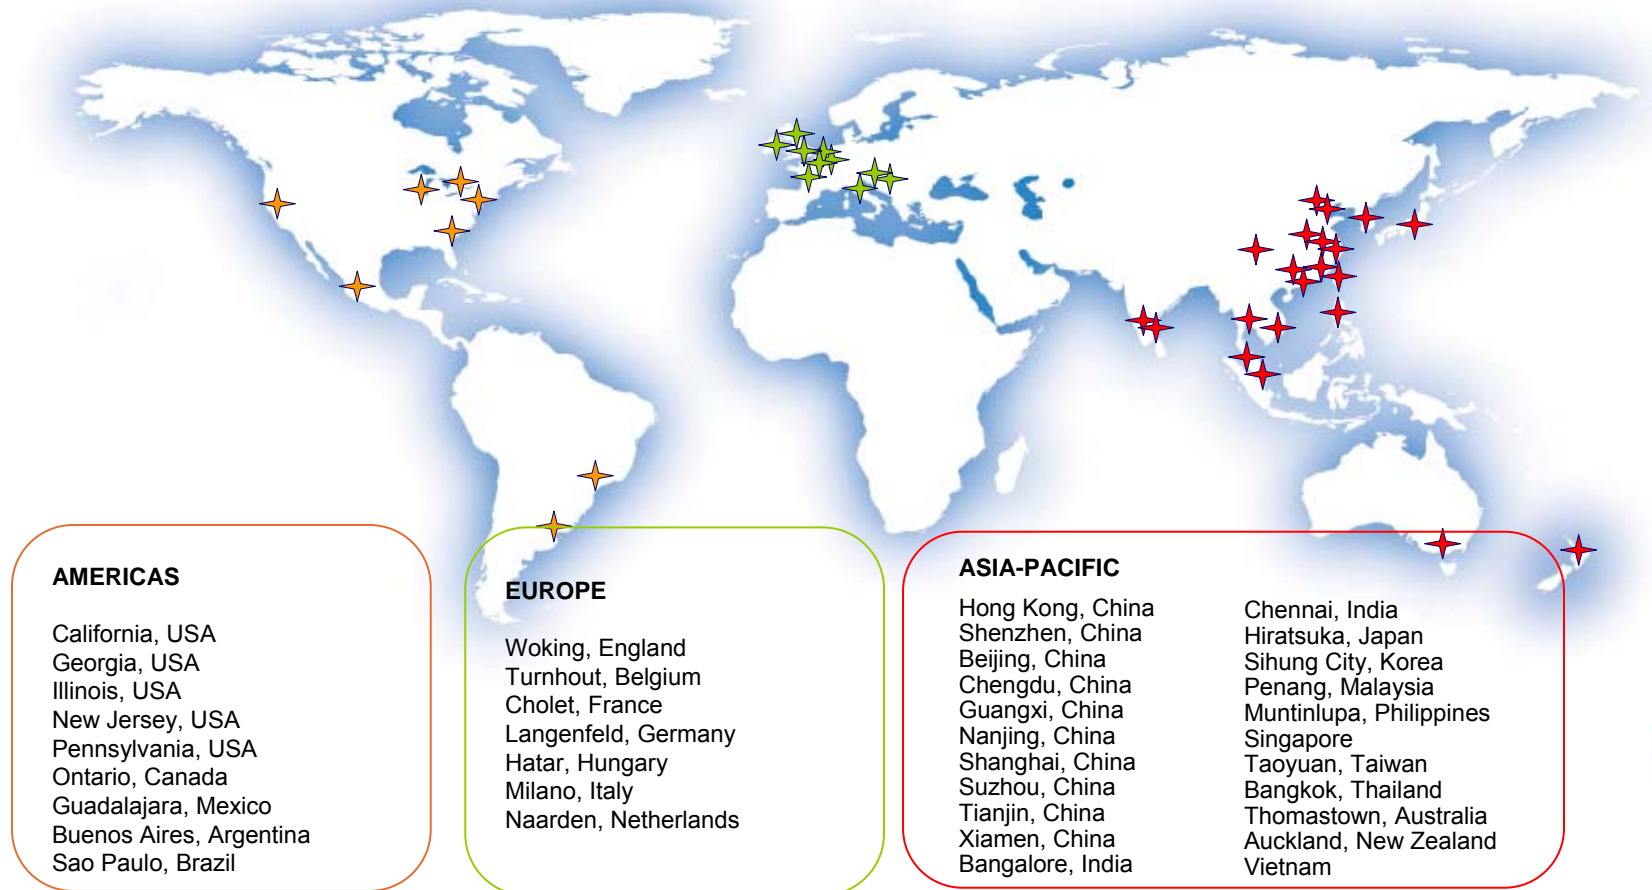 AMERICAS
California, USA
Georgia, USA
Illinois, USA
New Jersey, USA
Pennsylvania, USA
Ontario, Canada
Guadalajara, Mexico
Buenos Aires, Argentina
Sao Paulo, Brazil
EUROPE
Woking, England
Turnhout, Belgium
Cholet, France
Langenfeld, Germany
Hatar, Hungary
Milano, Italy
Naarden, Netherlands
ASIA-PACIFIC
Hong Kong, China
Shenzhen, China
Beijing, China
Chengdu, China
Guangxi, China
Nanjing, China
Shanghai, China
Suzhou, China
Tianjin, China
Xiamen, China
Bangalore, India
Chennai, India
Hiratsuka, Japan
Sihung City, Korea
Penang, Malaysia
Muntinlupa, Philippines
Singapore
Taoyuan, Taiwan
Bangkok, Thailand
Thomastown, Australia
Auckland, New Zealand
Vietnam